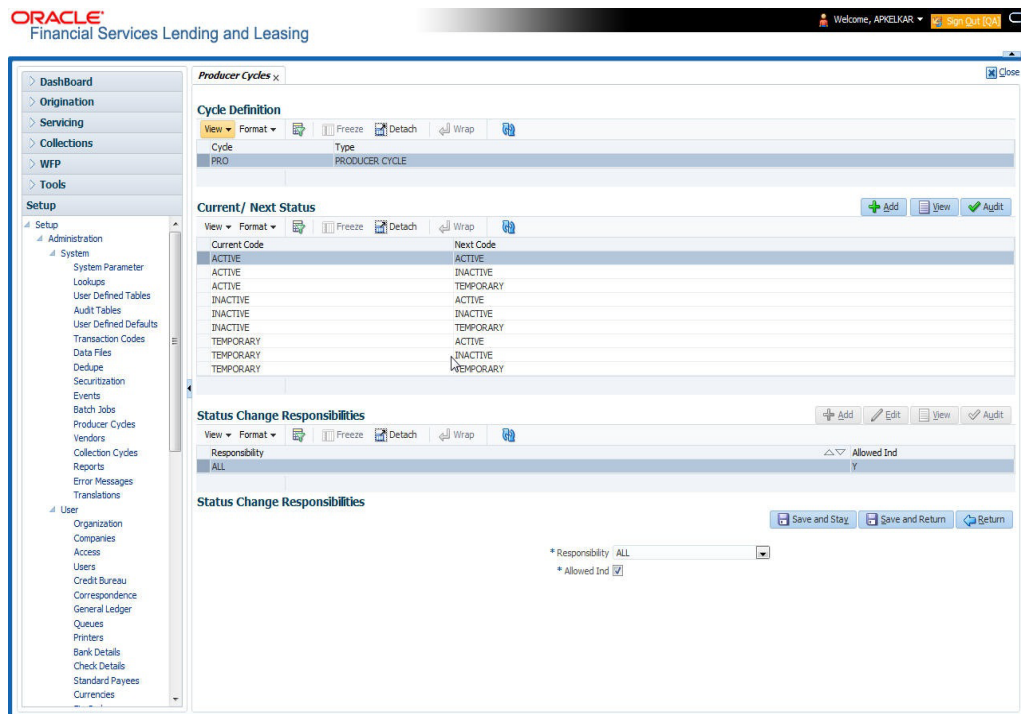 ORACLE
Financial Services Lending and Leasing
Welcome, APKELKAR
Sign Out [QA]
DashBoard
Origination
Servicing
Collections
WFP
Tools
Setup
Setup
Administration
System
System Parameter
Lookups
User Defined Tables
Audit Tables
User Defined Defaults
Transaction Codes
Data Files
Dedupe
Securitization
Events
Batch Jobs
Producer Cycles
Vendors
Collection Cycles
Reports
Error Messages
Translations
User
Organization
Companies
Access
Users
Credit Bureau
Correspondence
General Ledger
Queues
Printers
Bank Details
Check Details
Standard Payees
Currencies
Producer Cycles x
Close
Cycle Definition
View Format Freeze Detach Wrap
Cycle Type
PRO PRODUCER CYCLE
Current/ Next Status
Add View Audit
View Format Freeze Detach Wrap
Current Code Next Code
ACTIVE ACTIVE
ACTIVE INACTIVE
ACTIVE TEMPORARY
INACTIVE ACTIVE
INACTIVE INACTIVE
INACTIVE TEMPORARY
TEMPORARY ACTIVE
TEMPORARY INACTIVE
TEMPORARY TEMPORARY
Status Change Responsibilities
Add Edit View Audit
View Format Freeze Detach Wrap
Responsibility Allowed Ind
ALL Y
Status Change Responsibilities
Save and Stay Save and Return Return
* Responsibility ALL
* Allowed Ind